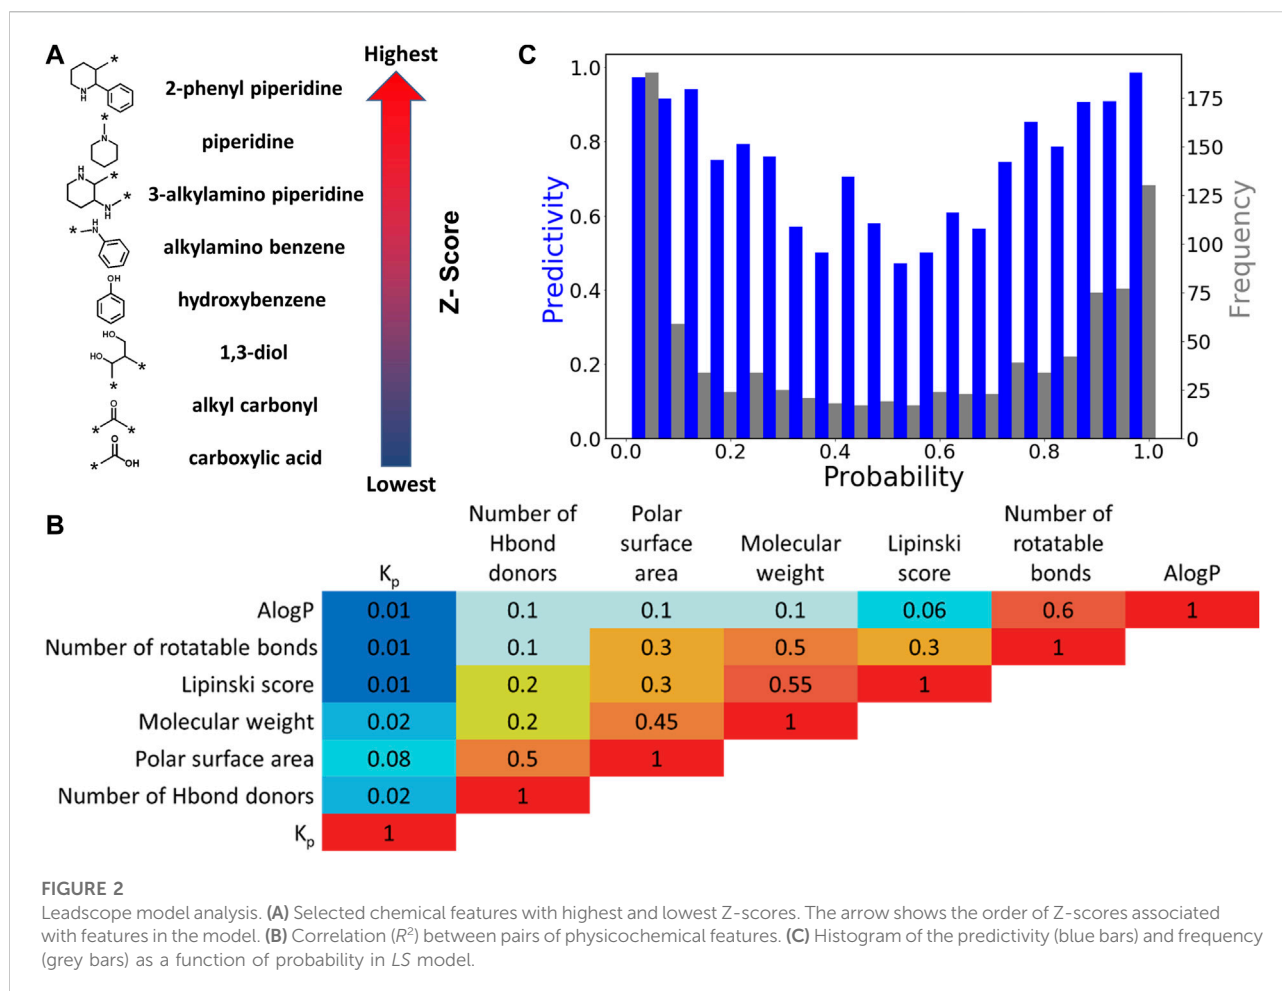 A
Highest
2-phenyl piperidine
piperidine
3-alkylamino piperidine
alkylamino benzene
hydroxybenzene
1,3-diol
alkyl carbonyl
carboxylic acid
Lowest
Z- Score
* N H
* N
H N * N H *
H N *
OH
HO HO * *
O * *
O * OH
C
1.0
0.8
0.6
0.4
0.2
0.0
Predictivity
175
150
125
100
75
50
25
0
Frequency
0.0 0.2 0.4 0.6 0.8 1.0
Probability
B
Kp
Number of
Hbond
donors
Polar
surface
area
Molecular
weight
Lipinski
score
Number of
rotatable
bonds
AlogP
AlogP 0.01 0.1 0.1 0.1 0.06 0.6 1
Number of rotatable bonds 0.01 0.1 0.3 0.5 0.3 1
Lipinski score 0.01 0.2 0.3 0.55 1
Molecular weight 0.02 0.2 0.45 1
Polar surface area 0.08 0.5 1
Number of Hbond donors 0.02 1
Kp 1
FIGURE 2
Leadscope model analysis. (A) Selected chemical features with highest and lowest Z-scores. The arrow shows the order of Z-scores associated
with features in the model. (B) Correlation (R²) between pairs of physicochemical features. (C) Histogram of the predictivity (blue bars) and frequency
(grey bars) as a function of probability in LS model.